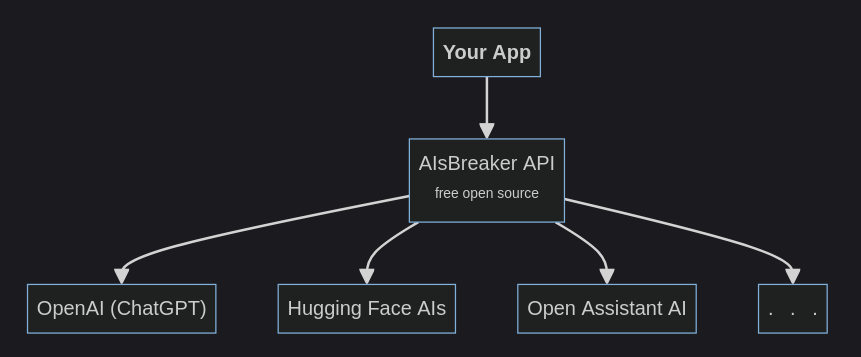 Your App
AIsBreaker API
free open source
OpenAI (ChatGPT)
Hugging Face AIs
Open Assistant AI
. . .